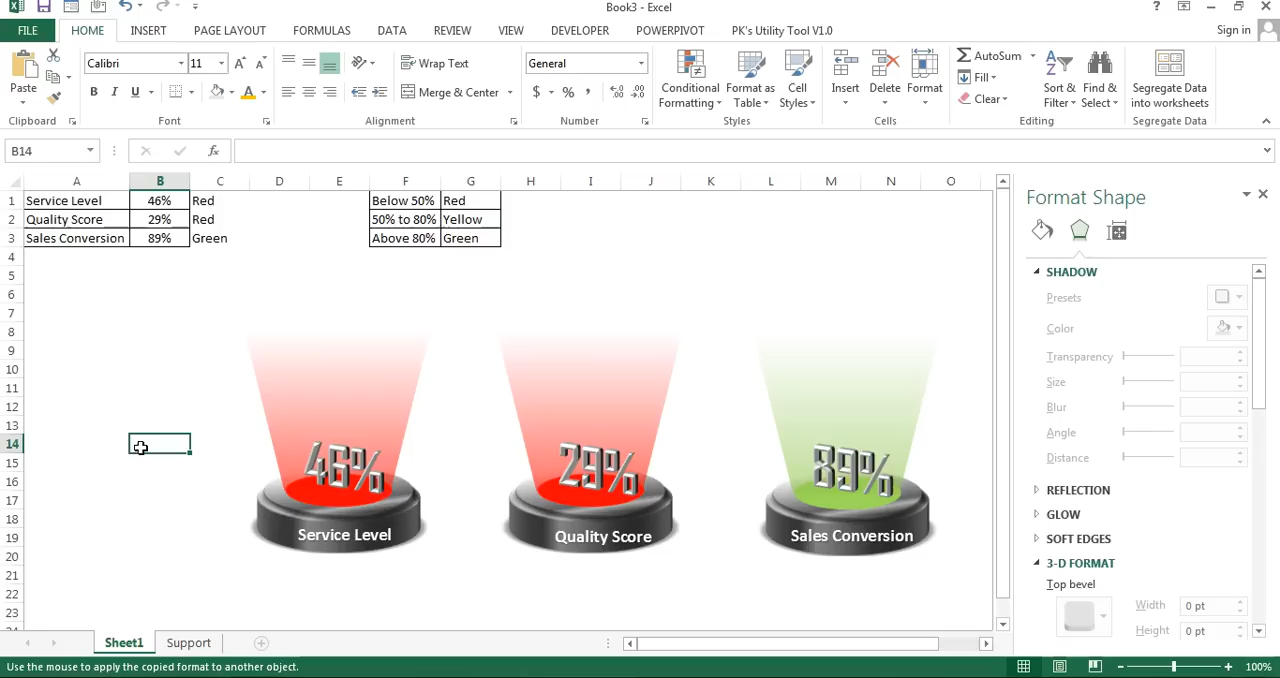 Book3 - Excel
?
FILE
HOME
INSERT
PAGE LAYOUT
FORMULAS
DATA
REVIEW
VIEW
DEVELOPER
POWERPIVOT
PK's Utility Tool V1.0
Sign in
Paste
Clipboard
Calibri
11
B I U
Font
Wrap Text
Merge & Center
Alignment
General
$ % ,
Number
Conditional
Formatting
Format as
Table
Cell
Styles
Styles
Insert
Delete
Format
Cells
AutoSum
Fill
Clear
Sort &
Filter
Find &
Select
Editing
Segregate Data
into worksheets
Segregate Data
B14
fx
A B C D E F G H I J K L M N O
1 Service Level 46% Red Below 50% Red
2 Quality Score 29% Red 50% to 80% Yellow
3 Sales Conversion 89% Green Above 80% Green
4
5
6
7
8
9
10
11
12
13
14
15
16
17
18
19
20
21
22
23
46%
Service Level
29%
Quality Score
89%
Sales Conversion
Format Shape
SHADOW
Presets
Color
Transparency
Size
Blur
Angle
Distance
REFLECTION
GLOW
SOFT EDGES
3-D FORMAT
Top bevel
Width 0 pt
Height 0 pt
Sheet1
Support
Use the mouse to apply the copied format to another object.
100%